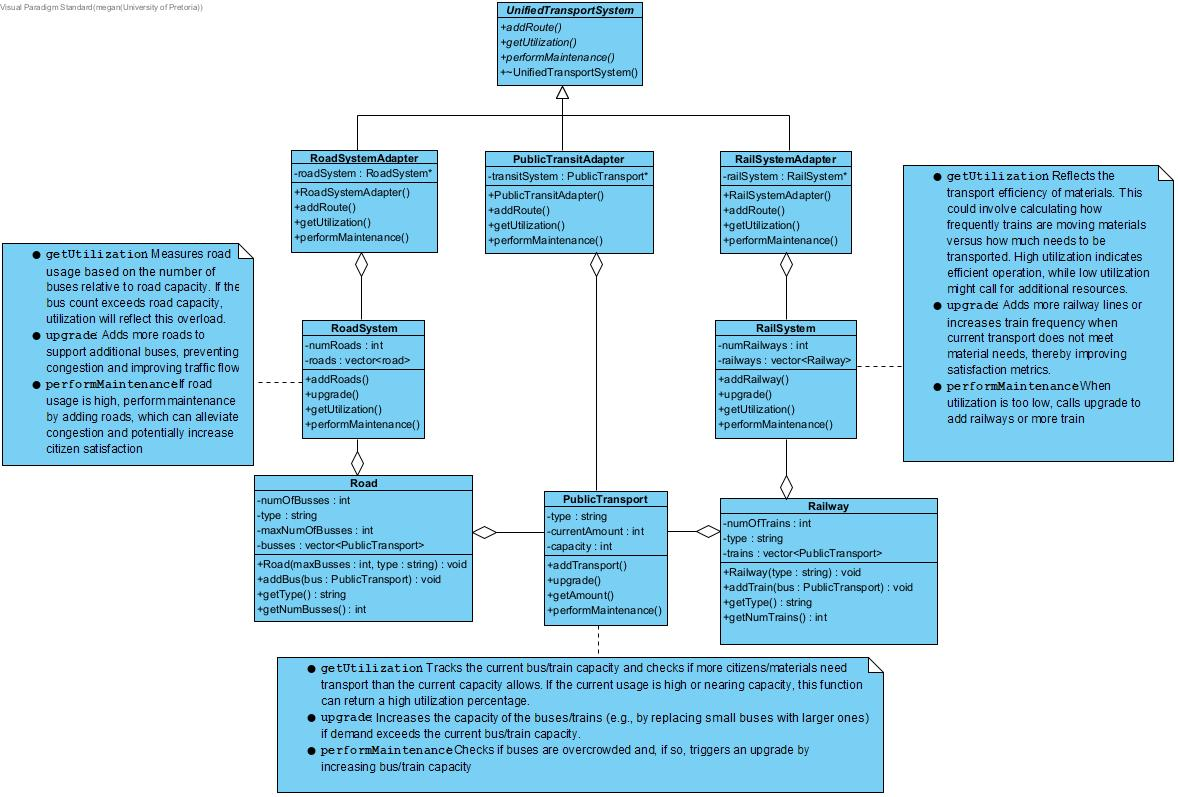 Visual Paradigm Standard(megan(University of Pretoria))
UnifiedTransportSystem
+addRoute()
+getUtilization()
+performMaintenance()
+~UnifiedTransportSystem()
RoadSystemAdapter
-roadSystem : RoadSystem*
+RoadSystemAdapter()
+addRoute()
+getUtilization()
+performMaintenance()
PublicTransitAdapter
-transitSystem : PublicTransport*
+PublicTransitAdapter()
+addRoute()
+getUtilization()
+performMaintenance()
RailSystemAdapter
-railSystem : RailSystem*
+RailSystemAdapter()
+addRoute()
+getUtilization()
+performMaintenance()
● getUtilization: Reflects the
transport efficiency of materials. This
could involve calculating how
frequently trains are moving materials
versus how much needs to be
transported. High utilization indicates
efficient operation, while low utilization
might call for additional resources.
● upgrade: Adds more railway lines or
increases train frequency when
current transport does not meet
material needs, thereby improving
satisfaction metrics.
● performMaintenance: When
utilization is too low, calls upgrade to
add railways or more train
● getUtilization: Measures road
usage based on the number of
buses relative to road capacity. If the
bus count exceeds road capacity,
utilization will reflect this overload.
● upgrade: Adds more roads to
support additional buses, preventing
congestion and improving traffic flow
● performMaintenance: If road
usage is high, perform maintenance
by adding roads, which can alleviate
congestion and potentially increase
citizen satisfaction
RoadSystem
-numRoads : int
-roads : vector<road>
+addRoads()
+upgrade()
+getUtilization()
+performMaintenance()
RailSystem
-numRailways : int
-railways : vector<Railway>
+addRailway()
+upgrade()
+getUtilization()
+performMaintenance()
Road
-numOfBusses : int
-type : string
-maxNumOfBusses : int
-busses : vector<PublicTransport>
+Road(maxBusses : int, type : string) : void
+addBus(bus : PublicTransport) : void
+getType() : string
+getNumBusses() : int
PublicTransport
-type : string
-currentAmount : int
-capacity : int
+addTransport()
+upgrade()
+getAmount()
+performMaintenance()
Railway
-numOfTrains : int
-type : string
-trains : vector<PublicTransport>
+Railway(type : string) : void
+addTrain(bus : PublicTransport) : void
+getType() : string
+getNumTrains() : int
● getUtilization: Tracks the current bus/train capacity and checks if more citizens/materials need
transport than the current capacity allows. If the current usage is high or nearing capacity, this function
can return a high utilization percentage.
● upgrade: Increases the capacity of the buses/trains (e.g., by replacing small buses with larger ones)
if demand exceeds the current bus/train capacity.
● performMaintenance: Checks if buses are overcrowded and, if so, triggers an upgrade by
increasing bus/train capacity